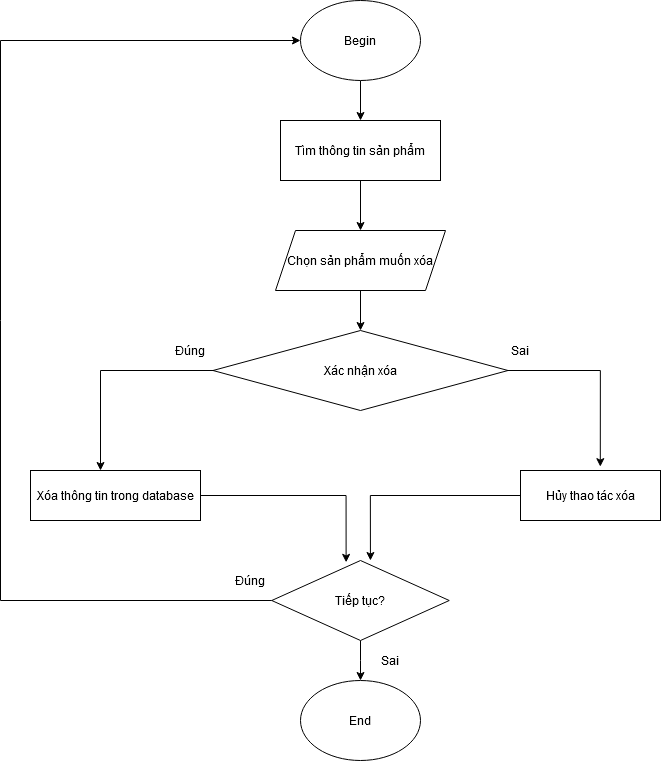 Begin
Tìm thông tin sản phẩm
Chọn sản phẩm muốn xóa
Đúng
Xác nhận xóa
Sai
Xóa thông tin trong database
Hủy thao tác xóa
Đúng
Tiếp tục?
Sai
End